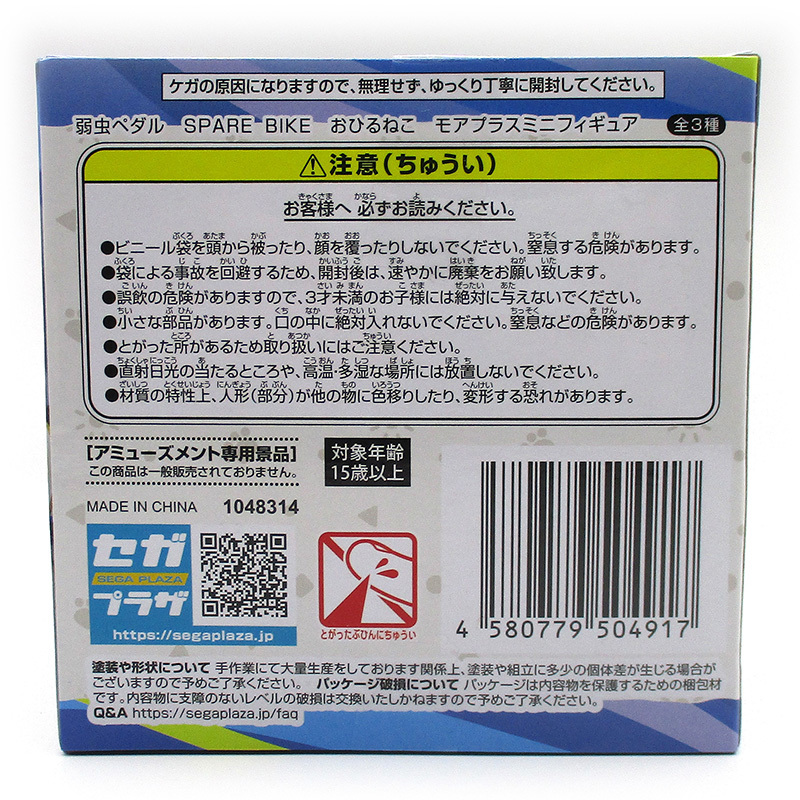 ケガの原因になりますので、無理せず、ゆっくり丁寧に開封してください。
弱虫ペダル SPARE BIKE おひるねこ モアプラスミニフィギュア 全3種
注意(ちゅうい)
お客様へ 必ずお読みください。
●ビニール袋を頭から被ったり、顔を覆ったりしないでください。窒息する危険があります。
●袋による事故を回避するため、開封後は、速やかに廃棄をお願い致します。
●誤飲の危険がありますので、3才未満のお子様には絶対に与えないでください。
●小さな部品があります。口の中に絶対入れないでください。窒息などの危険があります。
●とがった所があるため取り扱いにはご注意ください。
●直射日光の当たるところや、高温・多湿な場所には放置しないでください。
●材質の特性上、人形(部分)が他の物に色移りしたり、変形する恐れがあります。
[アミューズメント専用景品]
この商品は一般販売されておりません。
対象年齢
15歳以上
MADE IN CHINA 1048314
セガ
SEGA PLAZA
プラザ
https://segaplaza.jp
とがったぶひんにちゅうい
4 580779 504917
塗装や形状について 手作業にて大量生産をしております関係上、塗装や組立に多少の個体差が生じる場合が
ございますので予めご了承ください。 パッケージ破損について パッケージは内容物を保護するための梱包材
です。内容物に支障のないレベルの破損は交換いたしかねますので予めご了承ください。
Q&A https://segaplaza.jp/faq